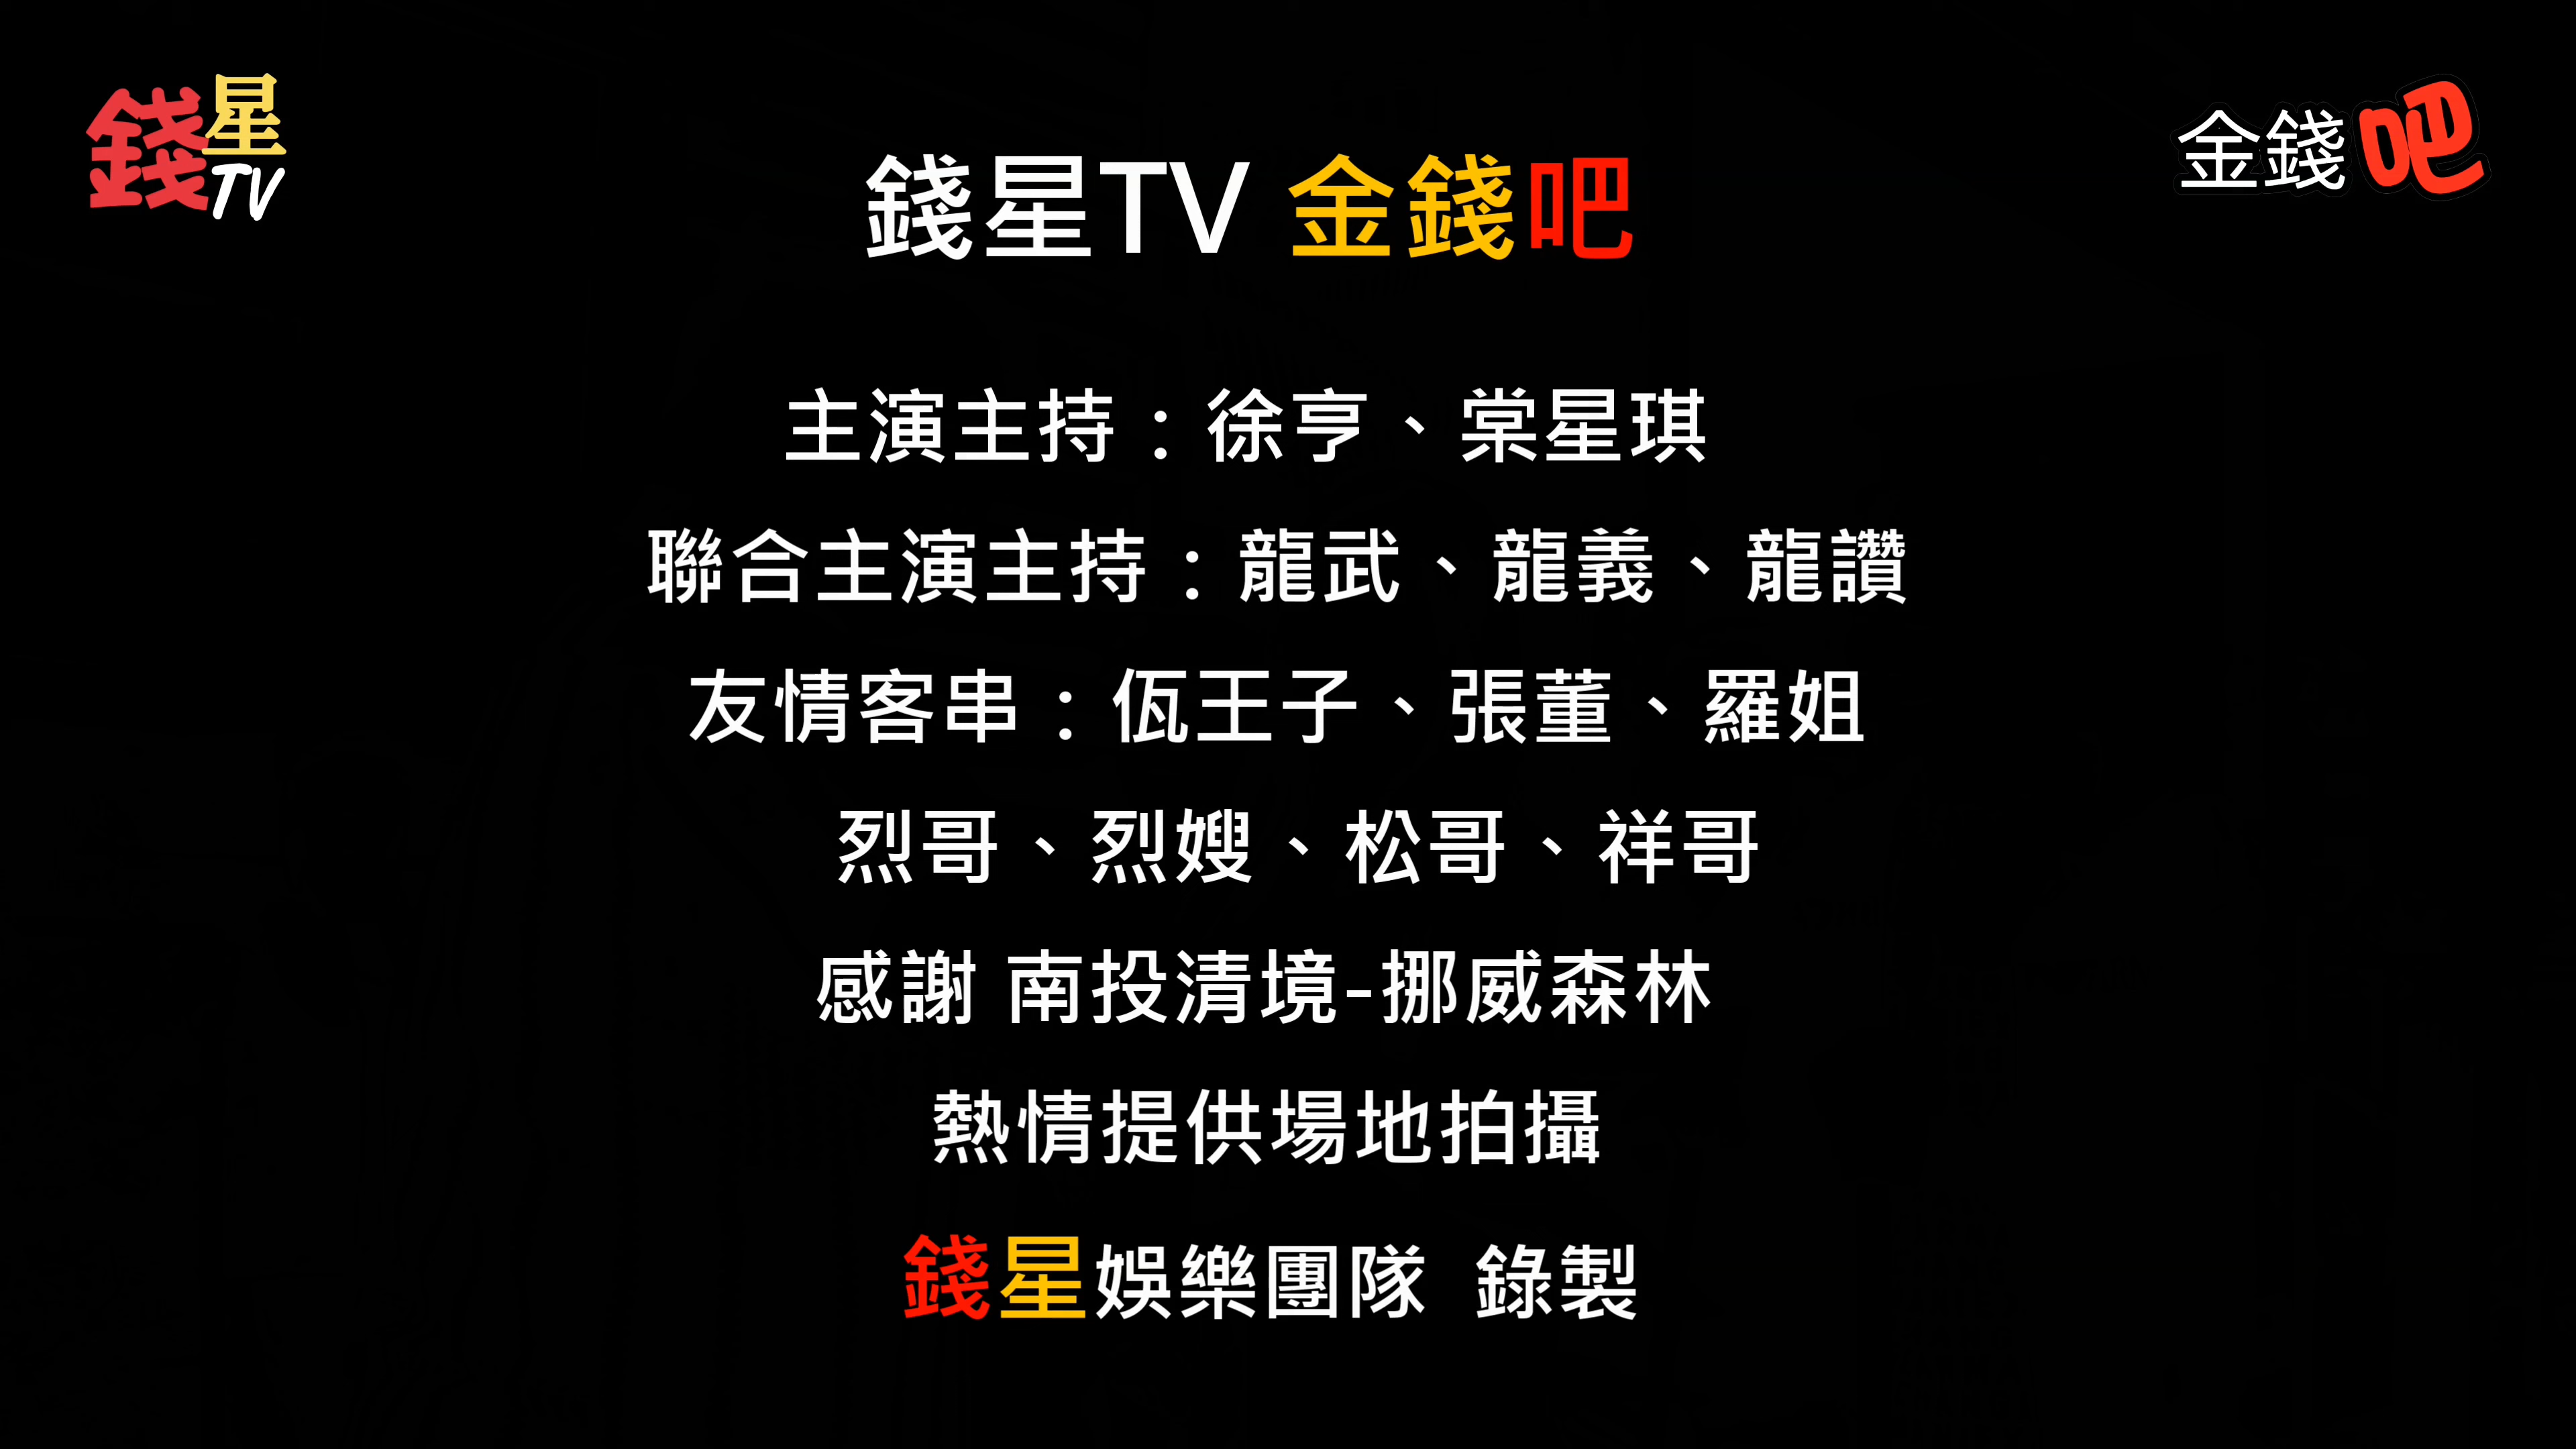 錢星TV
金錢吧
錢星TV 金錢吧
主演主持：徐亨、棠星琪
聯合主演主持：龍武、龍義、龍讚
友情客串：佤王子、張董、羅姐
烈哥、烈嫂、松哥、祥哥
感謝 南投清境-挪威森林
熱情提供場地拍攝
錢星娛樂團隊 錄製